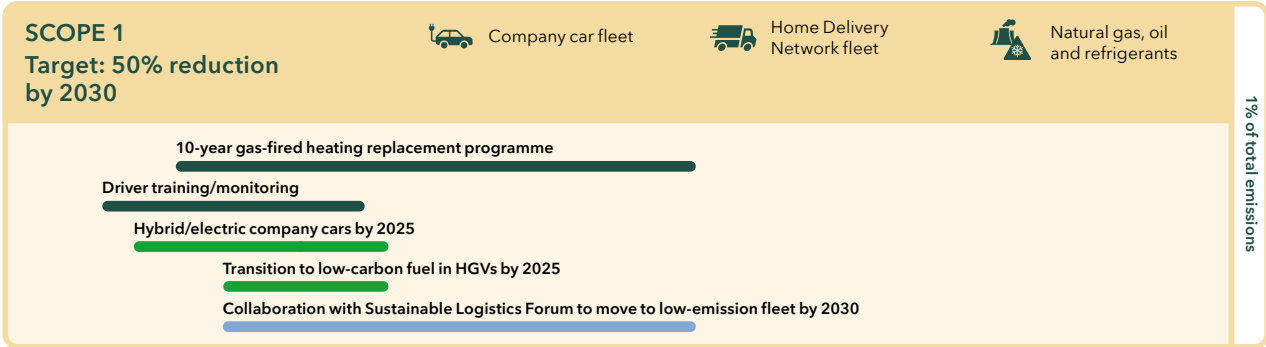 SCOPE 1
Target: 50% reduction
by 2030
Company car fleet
Home Delivery
Network fleet
Natural gas, oil
and refrigerants
10-year gas-fired heating replacement programme
Driver training/monitoring
Hybrid/electric company cars by 2025
Transition to low-carbon fuel in HGVs by 2025
Collaboration with Sustainable Logistics Forum to move to low-emission fleet by 2030
1% of total emissions